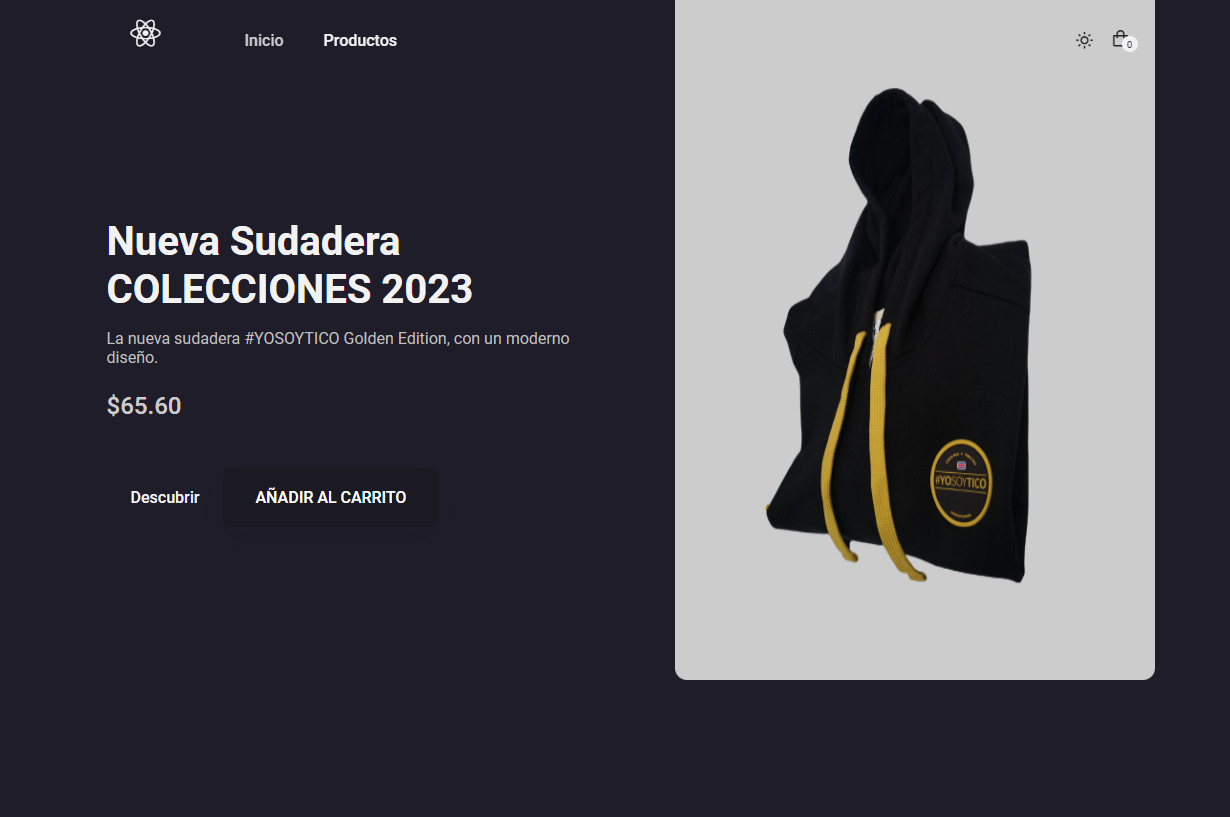 Inicio
Productos
0
Nueva Sudadera
COLECCIONES 2023
La nueva sudadera #YOSOYTICO Golden Edition, con un moderno
diseño.
$65.60
Descubrir
AÑADIR AL CARRITO
#YOSOYTICO